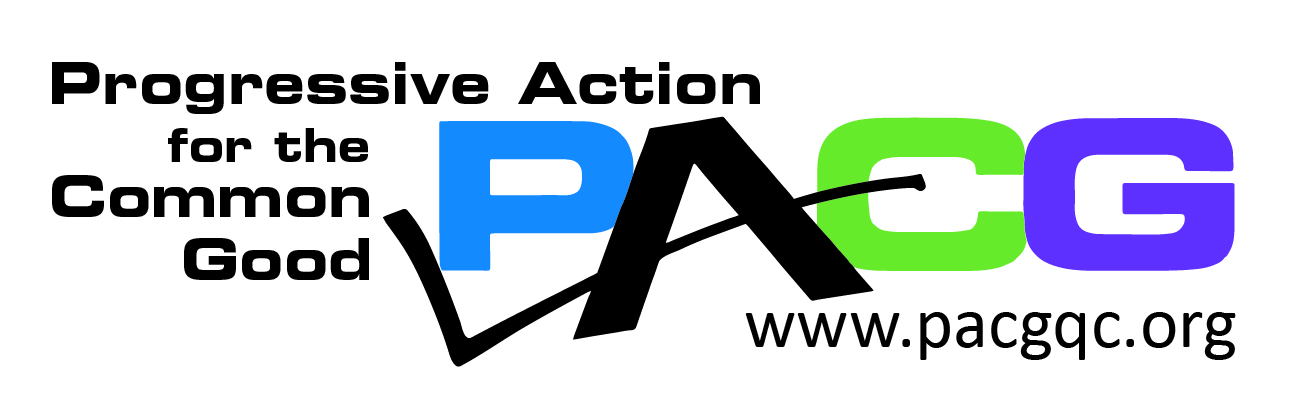 Progressive Action
for the
Common
Good
PACG
www.pacgqc.org